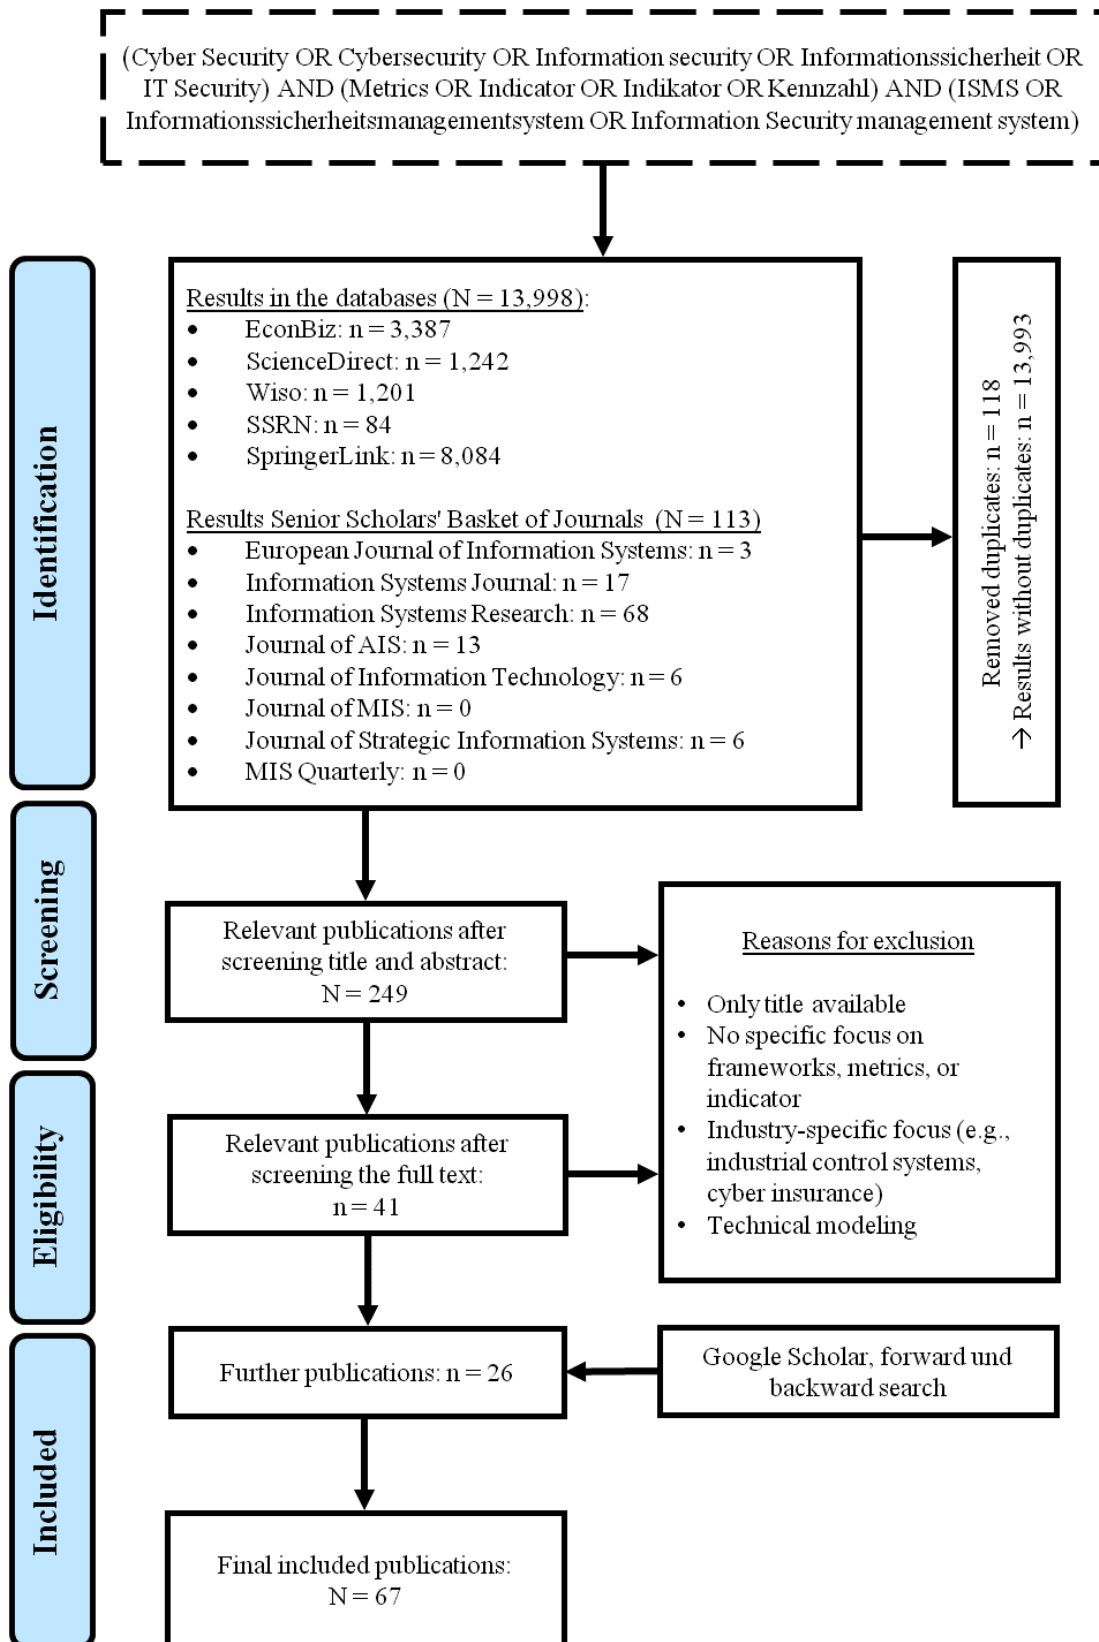 (Cyber Security OR Cybersecurity OR Information security OR Informationssicherheit OR
IT Security) AND (Metrics OR Indicator OR Indikator OR Kennzahl) AND (ISMS OR
Informationssicherheitsmanagementsystem OR Information Security management system)
Identification
Results in the databases (N = 13,998):
• EconBiz: n = 3,387
• ScienceDirect: n = 1,242
• Wiso: n = 1,201
• SSRN: n = 84
• SpringerLink: n = 8,084
Results Senior Scholars' Basket of Journals (N = 113)
• European Journal of Information Systems: n = 3
• Information Systems Journal: n = 17
• Information Systems Research: n = 68
• Journal of AIS: n = 13
• Journal of Information Technology: n = 6
• Journal of MIS: n = 0
• Journal of Strategic Information Systems: n = 6
• MIS Quarterly: n = 0
Removed duplicates: n = 118
→ Results without duplicates: n = 13,993
Screening
Relevant publications after
screening title and abstract:
N = 249
Reasons for exclusion
• Only title available
• No specific focus on
frameworks, metrics, or
indicator
• Industry-specific focus (e.g.,
industrial control systems,
cyber insurance)
• Technical modeling
Eligibility
Relevant publications after
screening the full text:
n = 41
Included
Further publications: n = 26
Google Scholar, forward und
backward search
Final included publications:
N = 67